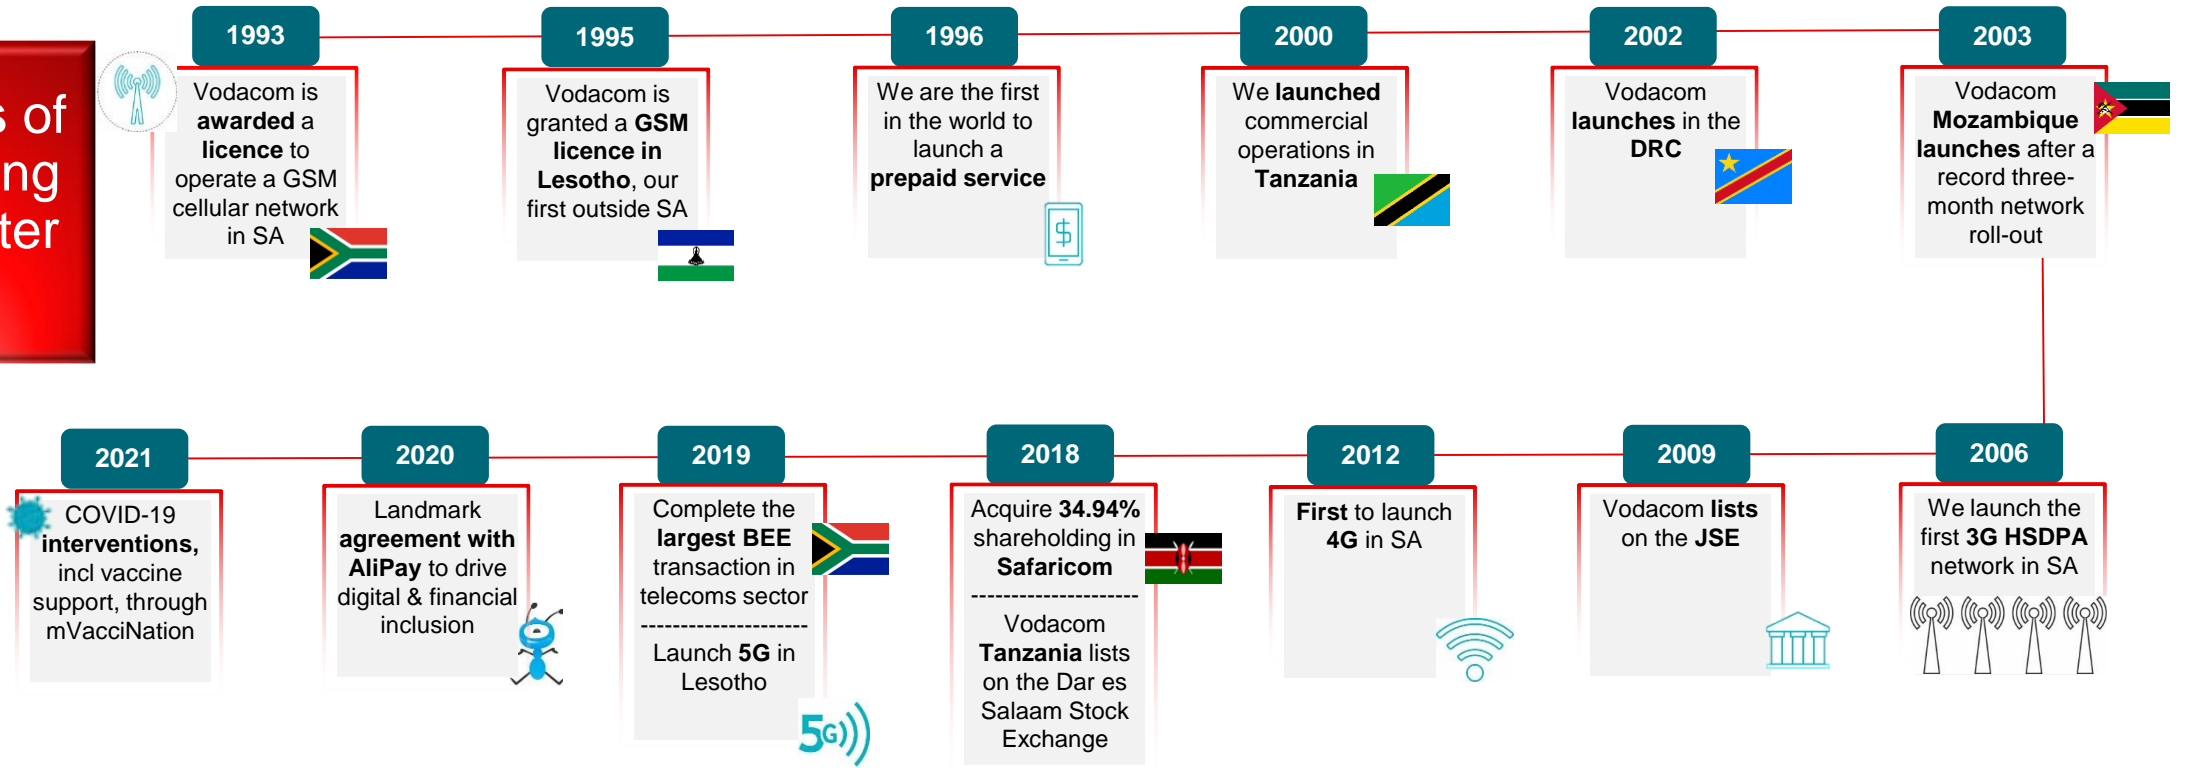 s of
ng
ter
1993
Vodacom is
awarded a
licence to
operate a GSM
cellular network
in SA
1995
Vodacom is
granted a GSM
licence in
Lesotho, our
first outside SA
1996
We are the first
in the world to
launch a
prepaid service
$
2000
We launched
commercial
operations in
Tanzania
2002
Vodacom
launches in the
DRC
2003
Vodacom
Mozambique
launches after a
record three-
month network
roll-out
2021
COVID-19
interventions,
incl vaccine
support, through
mVacciNation
2020
Landmark
agreement with
AliPay to drive
digital & financial
inclusion
2019
Complete the
largest BEE
transaction in
telecoms sector
---------------------
Launch 5G in
Lesotho
5G
2018
Acquire 34.94%
shareholding in
Safaricom
---------------------
Vodacom
Tanzania lists
on the Dar es
Salaam Stock
Exchange
2012
First to launch
4G in SA
2009
Vodacom lists
on the JSE
2006
We launch the
first 3G HSDPA
network in SA